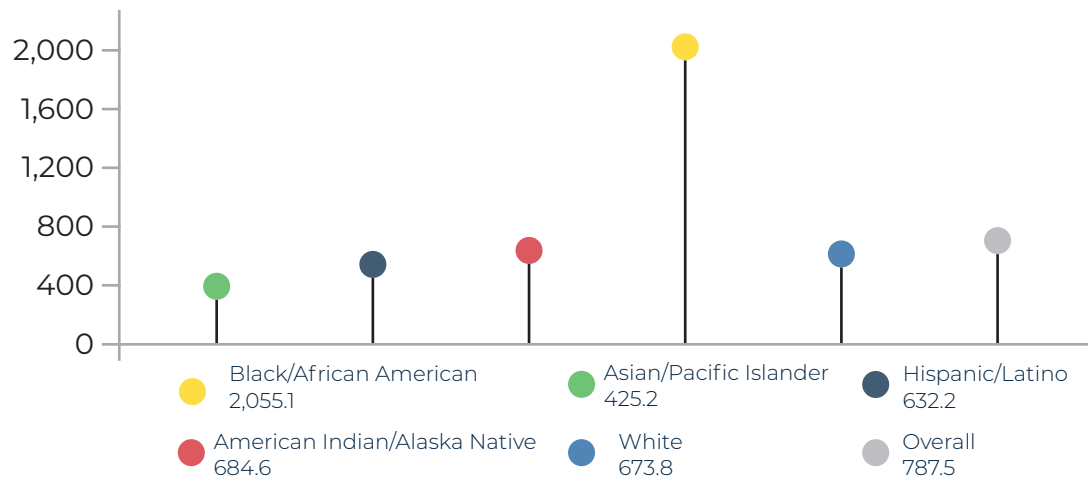 2,000
1,600
1,200
800
400
0
Black/African American
2,055.1
Asian/Pacific Islander
425.2
Hispanic/Latino
632.2
American Indian/Alaska Native
684.6
White
673.8
Overall
787.5